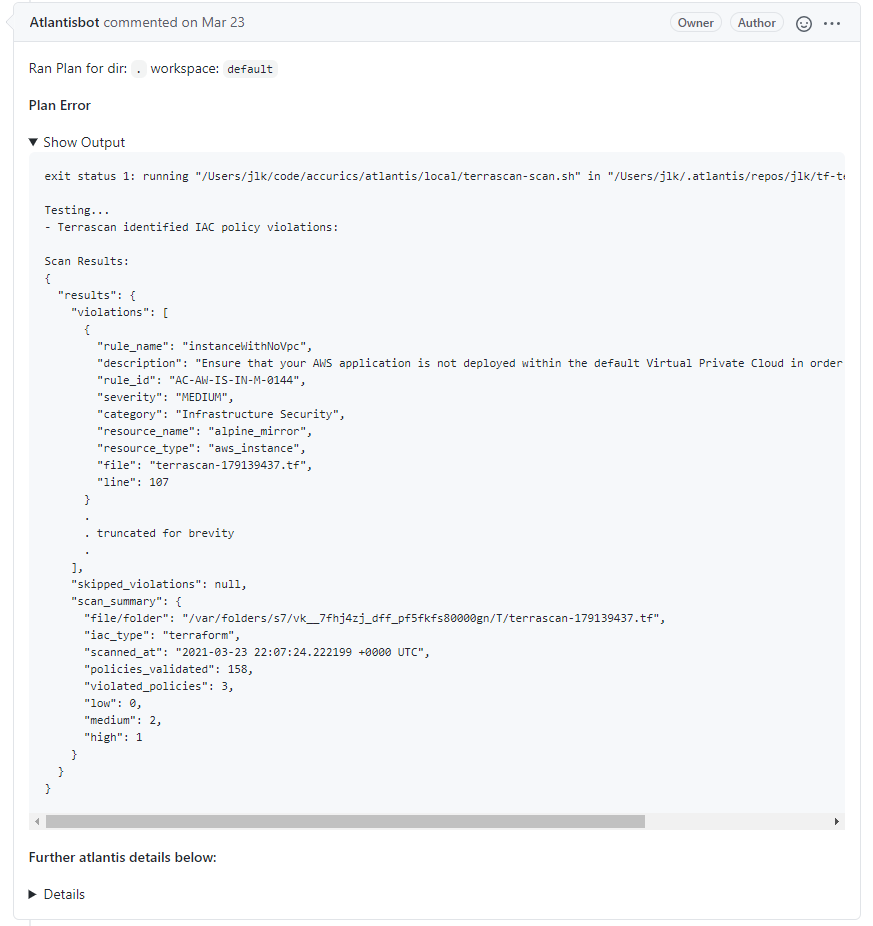 Atlantisbot commented on Mar 23 Owner Author
Ran Plan for dir: . workspace: default
Plan Error
▼ Show Output
exit status 1: running "/Users/jlk/code/accurics/atlantis/local/terrascan-scan.sh" in "/Users/jlk/.atlantis/repos/jlk/tf-te
Testing...
- Terrascan identified IAC policy violations:
Scan Results:
{
  "results": {
    "violations": [
      {
        "rule_name": "instanceWithNoVpc",
        "description": "Ensure that your AWS application is not deployed within the default Virtual Private Cloud in order
        "rule_id": "AC-AW-IS-IN-M-0144",
        "severity": "MEDIUM",
        "category": "Infrastructure Security",
        "resource_name": "alpine_mirror",
        "resource_type": "aws_instance",
        "file": "terrascan-179139437.tf",
        "line": 107
      }
      .
      . truncated for brevity
      .
    ],
    "skipped_violations": null,
    "scan_summary": {
      "file/folder": "/var/folders/s7/vk__7fhj4zj_dff_pf5fkfs80000gn/T/terrascan-179139437.tf",
      "iac_type": "terraform",
      "scanned_at": "2021-03-23 22:07:24.222199 +0000 UTC",
      "policies_validated": 158,
      "violated_policies": 3,
      "low": 0,
      "medium": 2,
      "high": 1
    }
  }
}
Further atlantis details below:
▶ Details